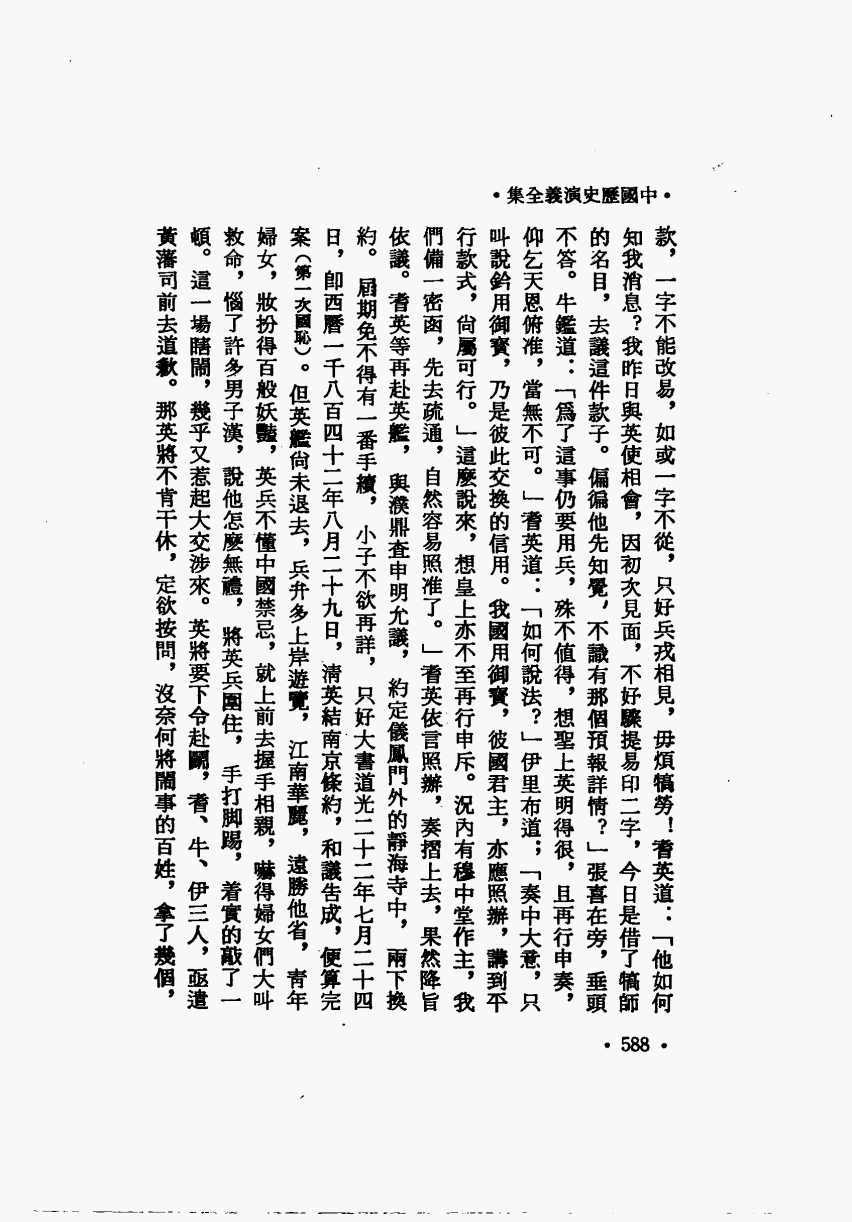 •中國歷史演義全集•
款，一字不能改易，如或一字不從，只好兵戎相見，毋煩犒勞！耆英道：「他如何
知我消息？我昨日與英使相會，因初次見面，不好驟提易印二字，今日是借了犒師
的名目，去議這件款子。偏偏他先知覺，不識有那個預報詳情？」張喜在旁，垂頭
不答。牛鑑道：「爲了這事仍要用兵，殊不值得，想聖上英明得很，且再行申奏，
仰乞天恩俯准，當無不可。」耆英道：「如何說法？」伊里布道；「奏中大意，只
叫說鈐用御寳，乃是彼此交換的信用。我國用御寳，彼國君主，亦應照辦，講到平
行款式，尙屬可行。」這麽說來，想皇上亦不至再行申斥。況內有穆中堂作主，我
們備一密函，先去疏通，自然容易照准了。」耆英依言照辦，奏摺上去，果然降旨
依議。耆英等再赴英艦，與濮鼎查申明允議，約定儀鳳門外的靜海寺中，兩下換
約。屆期免不得有一番手續，小子不欲再詳，只好大書道光二十二年七月二十四
日，卽西曆一千八百四十二年八月二十九日，淸英結南京條約，和議告成，便算完
案（第一次國恥）。但英艦尙未退去，兵弁多上岸遊覽，江南華麗，遠勝他省，靑年
婦女，妝扮得百般妖豔，英兵不懂中國禁忌，就上前去握手相親，嚇得婦女們大叫
救命，惱了許多男子漢，說他怎麽無禮，將英兵圍住，手打脚踢，着實的敲了一
頓。這一場瞎鬧，幾乎又惹起大交涉來。英將要下令赴鬭，耆、牛、伊三人，亟遣
黃藩司前去道歉。那英將不肯干休，定欲按問，沒奈何將鬧事的百姓，拿了幾個，
•588•